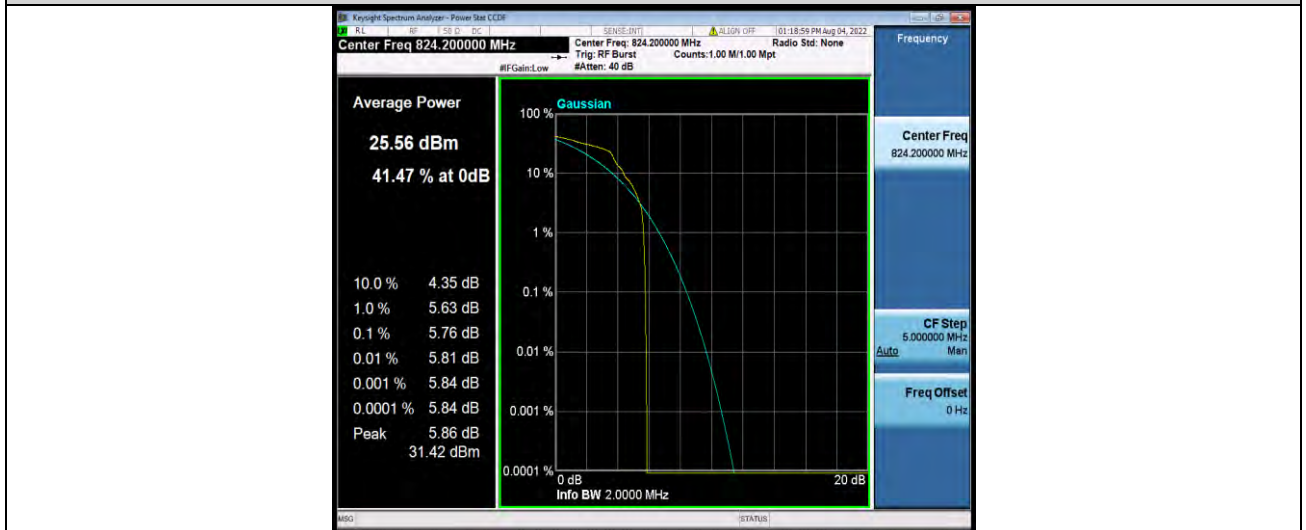 Keysight Spectrum Analyzer - Power Stat CCDF
RL RF 50 Ω DC SENSE:INT ALIGN OFF 01:18:59 PM Aug 04, 2022
Center Freq 824.200000 MHz
Center Freq: 824.200000 MHz Radio Std: None
Trig: RF Burst Counts:1.00 M/1.00 Mpt
#IFGain:Low #Atten: 40 dB
Frequency
Average Power
25.56 dBm
41.47 % at 0dB
10.0 % 4.35 dB
1.0 % 5.63 dB
0.1 % 5.76 dB
0.01 % 5.81 dB
0.001 % 5.84 dB
0.0001 % 5.84 dB
Peak 5.86 dB
31.42 dBm
Gaussian
100 %
10 %
1 %
0.1 %
0.01 %
0.001 %
0.0001 %
0 dB 20 dB
Info BW 2.0000 MHz
Center Freq
824.200000 MHz
CF Step
5.000000 MHz
Auto Man
Freq Offset
0 Hz
MSG STATUS